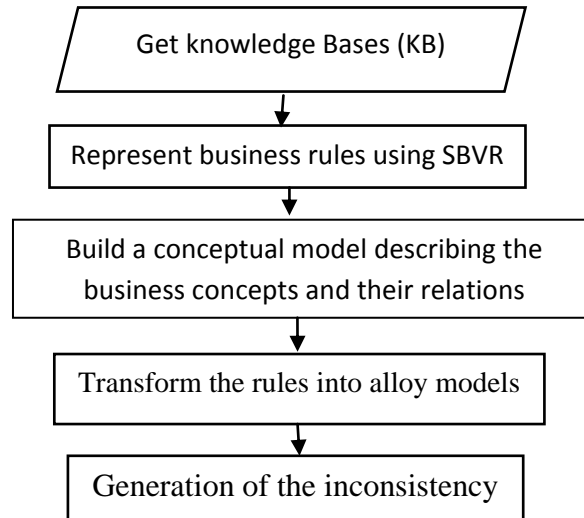 Get knowledge Bases (KB)
Represent business rules using SBVR
Build a conceptual model describing the
business concepts and their relations
Transform the rules into alloy models
Generation of the inconsistency